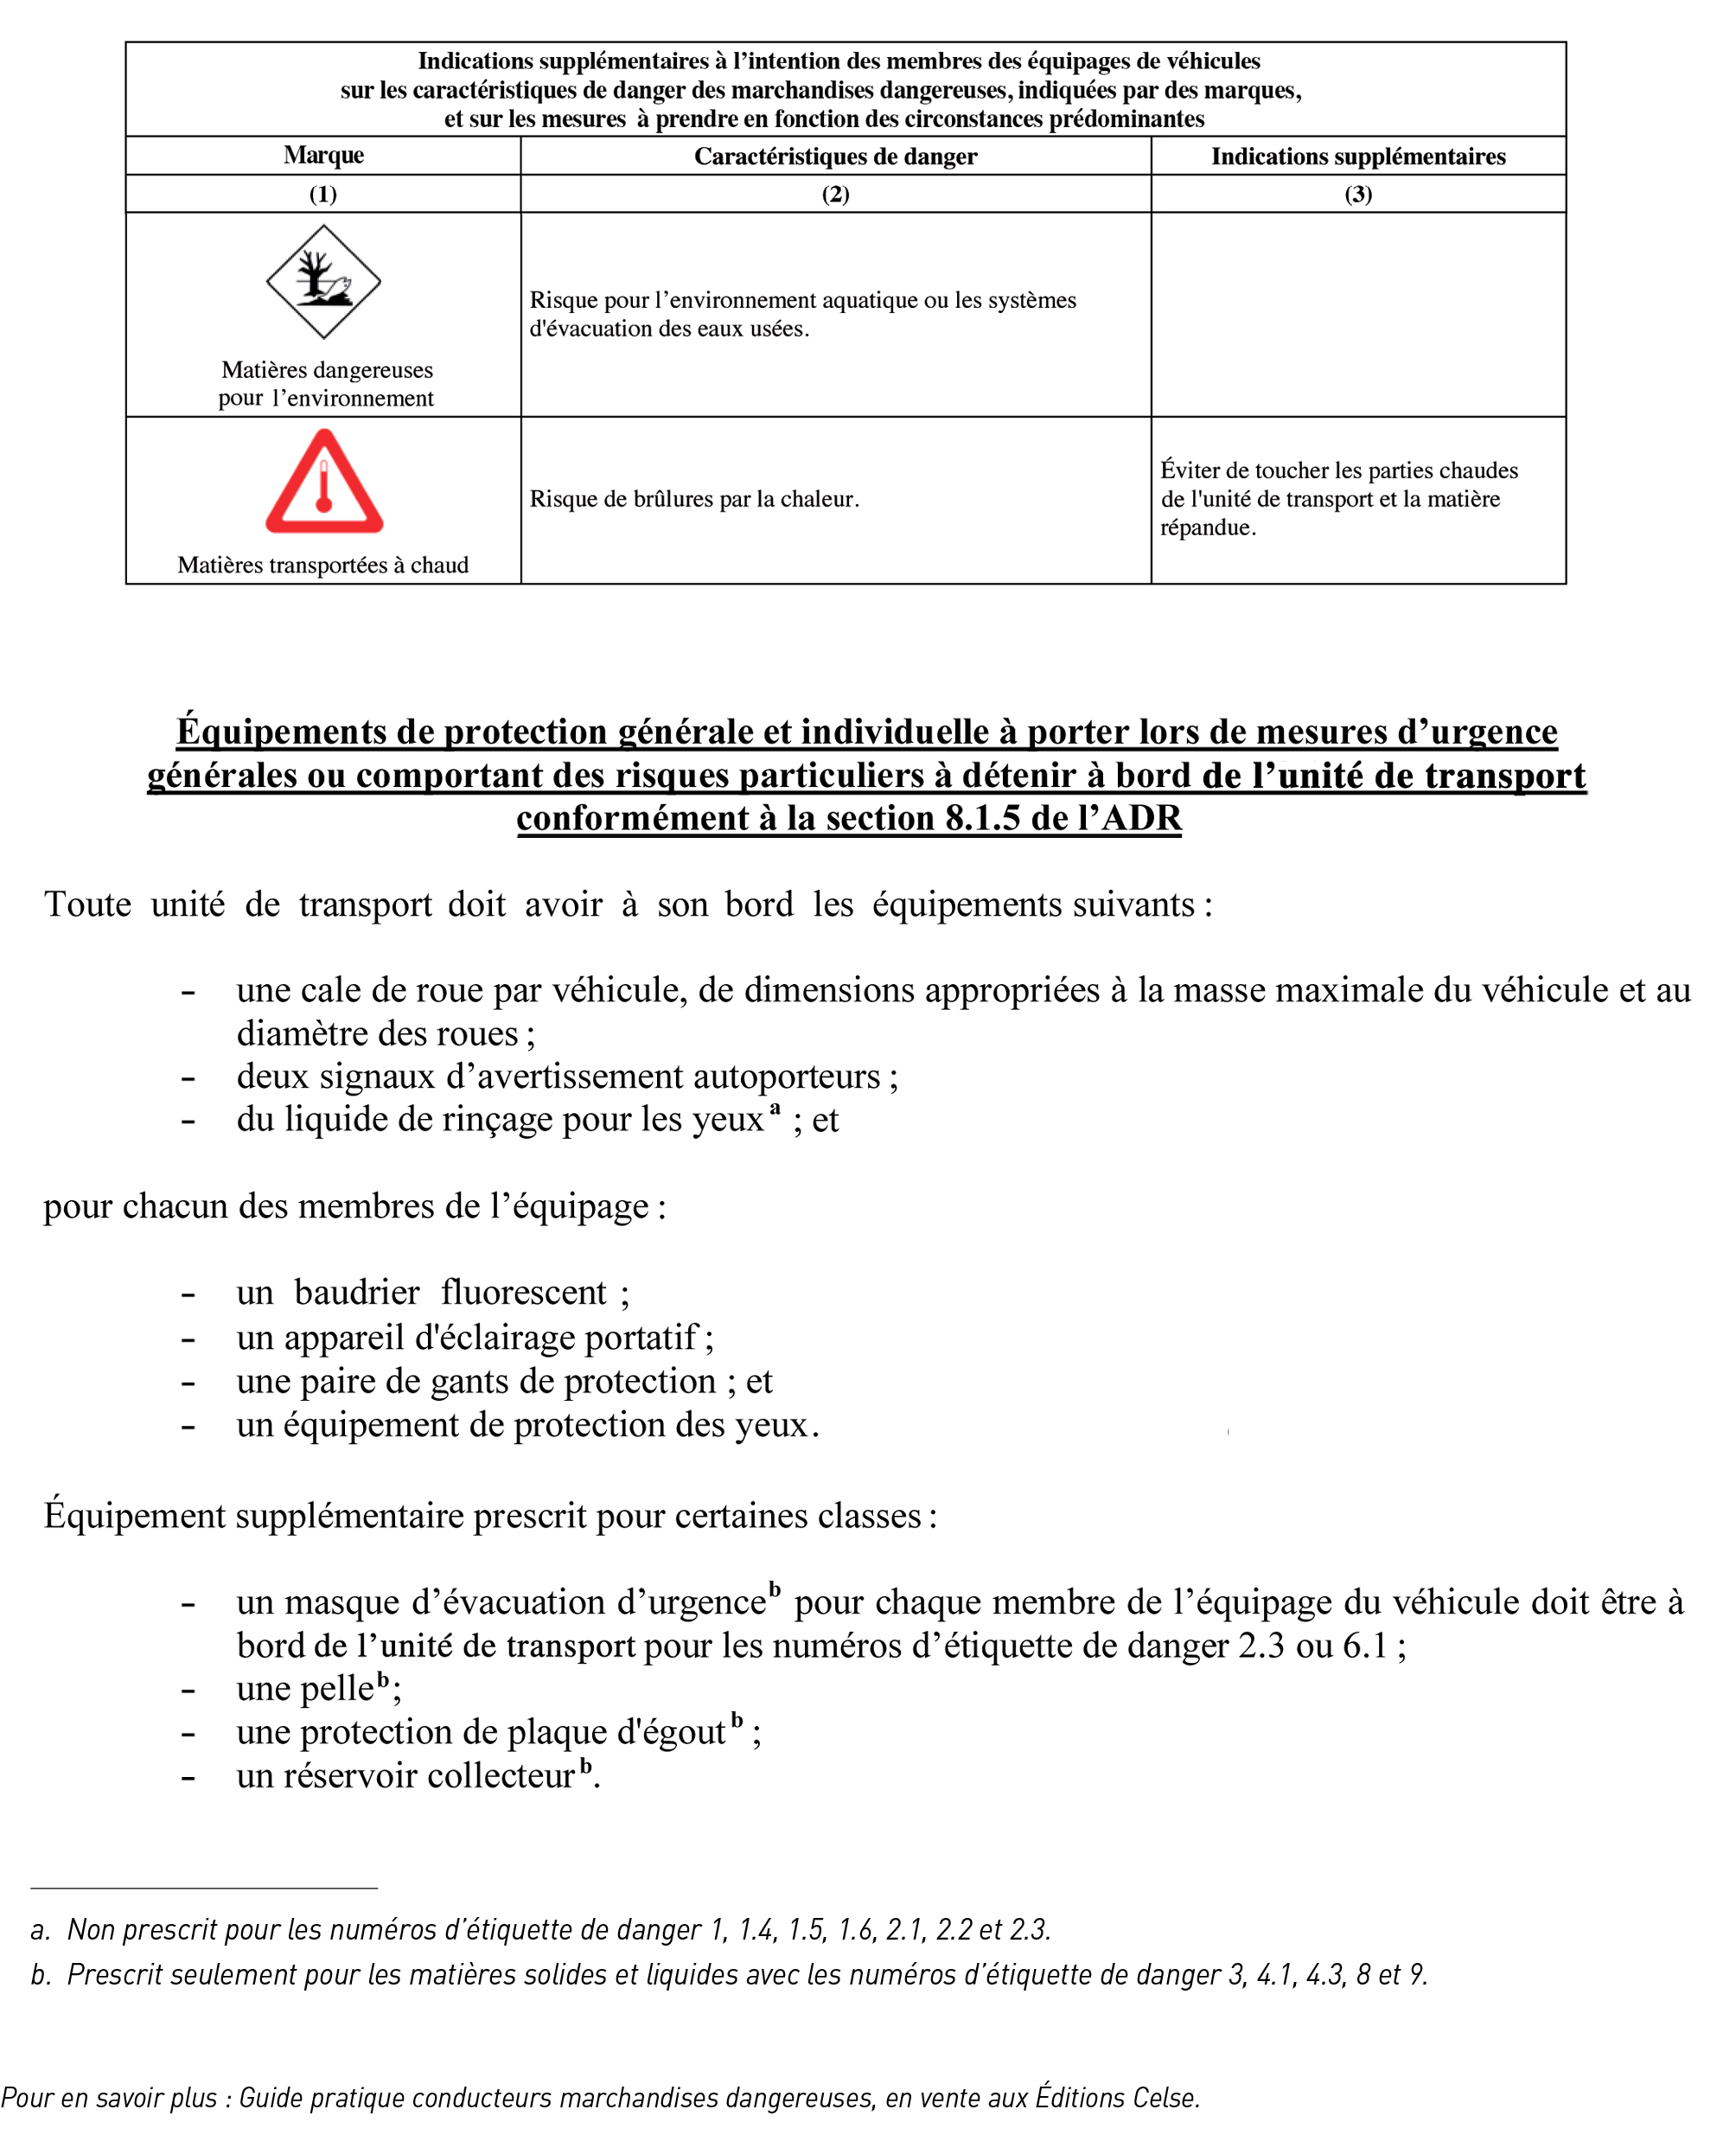 Indications supplémentaires à l’intention des membres des équipages de véhicules
sur les caractéristiques de danger des marchandises dangereuses, indiquées par des marques,
et sur les mesures à prendre en fonction des circonstances prédominantes
Marque Caractéristiques de danger Indications supplémentaires
(1) (2) (3)
Risque pour l’environnement aquatique ou les systèmes
d'évacuation des eaux usées.
Matières dangereuses
pour l’environnement
Risque de brûlures par la chaleur.
Éviter de toucher les parties chaudes
de l'unité de transport et la matière
répandue.
Matières transportées à chaud
Équipements de protection générale et individuelle à porter lors de mesures d’urgence
générales ou comportant des risques particuliers à détenir à bord de l’unité de transport
conformément à la section 8.1.5 de l’ADR
Toute unité de transport doit avoir à son bord les équipements suivants :
- une cale de roue par véhicule, de dimensions appropriées à la masse maximale du véhicule et au
diamètre des roues ;
- deux signaux d’avertissement autoporteurs ;
- du liquide de rinçage pour les yeux a ; et
pour chacun des membres de l’équipage :
- un baudrier fluorescent ;
- un appareil d'éclairage portatif ;
- une paire de gants de protection ; et
- un équipement de protection des yeux.
Équipement supplémentaire prescrit pour certaines classes :
- un masque d’évacuation d’urgence b pour chaque membre de l’équipage du véhicule doit être à
bord de l’unité de transport pour les numéros d’étiquette de danger 2.3 ou 6.1 ;
- une pelle b ;
- une protection de plaque d'égout b ;
- un réservoir collecteur b.
a. Non prescrit pour les numéros d’étiquette de danger 1, 1.4, 1.5, 1.6, 2.1, 2.2 et 2.3.
b. Prescrit seulement pour les matières solides et liquides avec les numéros d’étiquette de danger 3, 4.1, 4.3, 8 et 9.
Pour en savoir plus : Guide pratique conducteurs marchandises dangereuses, en vente aux Éditions Celse.